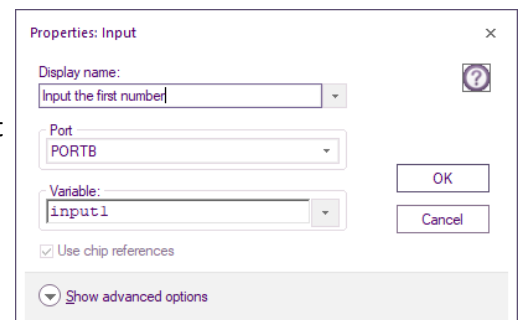 Properties: Input
Display name:
Input the first number
Port
PORTB
Variable:
input1
OK
Cancel
Use chip references
Show advanced options